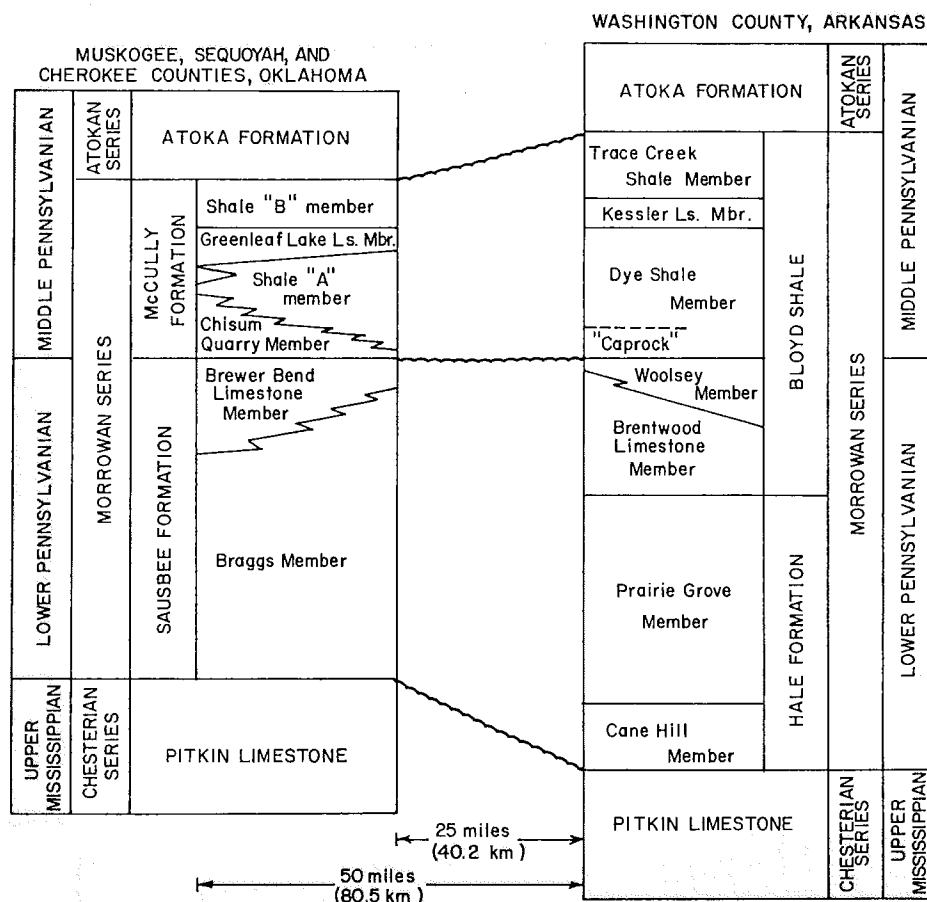 WASHINGTON COUNTY, ARKANSAS
MUSKOGEE, SEQUOYAH, AND
CHEROKEE COUNTIES, OKLAHOMA
MIDDLE PENNSYLVANIAN
LOWER PENNSYLVANIAN
UPPER
MISSISSIPPIAN
ATOKAN
SERIES
MORROWAN SERIES
CHESTERIAN
SERIES
ATOKA FORMATION
McCULLY
FORMATION
Shale "B" member
Greenleaf Lake Ls. Mbr.
Shale "A"
member
Chisum
Quarry Member
SAUSBEE FORMATION
Brewer Bend
Limestone
Member
Braggs Member
PITKIN LIMESTONE
ATOKA FORMATION
Trace Creek
Shale Member
Kessler Ls. Mbr.
Dye Shale
Member
"Caprock"
Woolsey
Member
Brentwood
Limestone
Member
BLOYD SHALE
Prairie Grove
Member
Cane Hill
Member
HALE FORMATION
PITKIN LIMESTONE
ATOKAN
SERIES
MORROWAN SERIES
CHESTERIAN
SERIES
MIDDLE PENNSYLVANIAN
LOWER PENNSYLVANIAN
UPPER
MISSISSIPPIAN
25 miles
(40.2 km)
50 miles
(80.5 km)